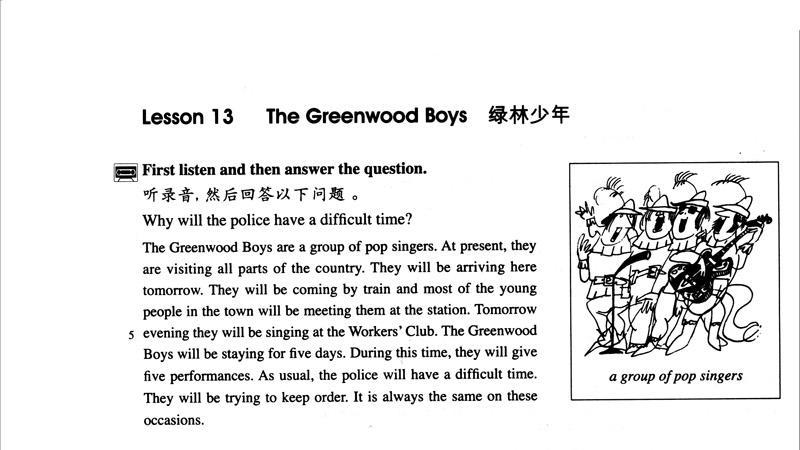 Lesson 13 The Greenwood Boys 绿林少年
First listen and then answer the question.
听录音, 然后回答以下问题 。
Why will the police have a difficult time?
The Greenwood Boys are a group of pop singers. At present, they
are visiting all parts of the country. They will be arriving here
tomorrow. They will be coming by train and most of the young
people in the town will be meeting them at the station. Tomorrow
5 evening they will be singing at the Workers' Club. The Greenwood
Boys will be staying for five days. During this time, they will give
five performances. As usual, the police will have a difficult time.
They will be trying to keep order. It is always the same on these
occasions.
a group of pop singers